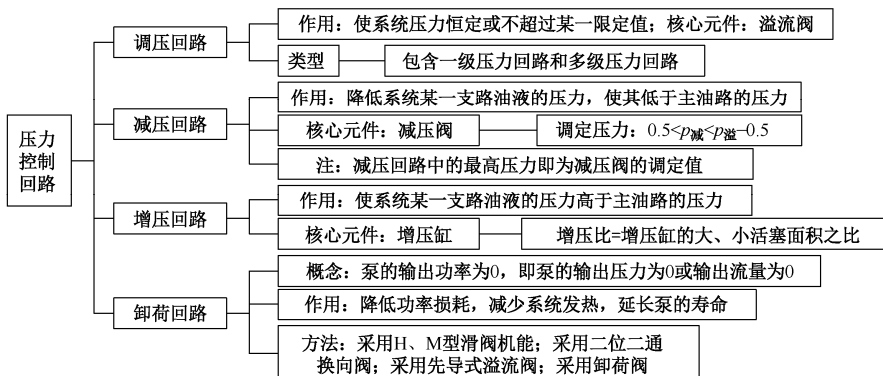 压力
控制
回路
调压回路
作用：使系统压力恒定或不超过某一限定值；核心元件：溢流阀
类型
包含一级压力回路和多级压力回路
减压回路
作用：降低系统某一支路油液的压力，使其低于主油路的压力
核心元件：减压阀
调定压力：0.5<p减<p溢−0.5
注：减压回路中的最高压力即为减压阀的调定值
增压回路
作用：使系统某一支路油液的压力高于主油路的压力
核心元件：增压缸
增压比=增压缸的大、小活塞面积之比
卸荷回路
概念：泵的输出功率为0，即泵的输出压力为0或输出流量为0
作用：降低功率损耗，减少系统发热，延长泵的寿命
方法：采用H、M型滑阀机能；采用二位二通
换向阀；采用先导式溢流阀；采用卸荷阀